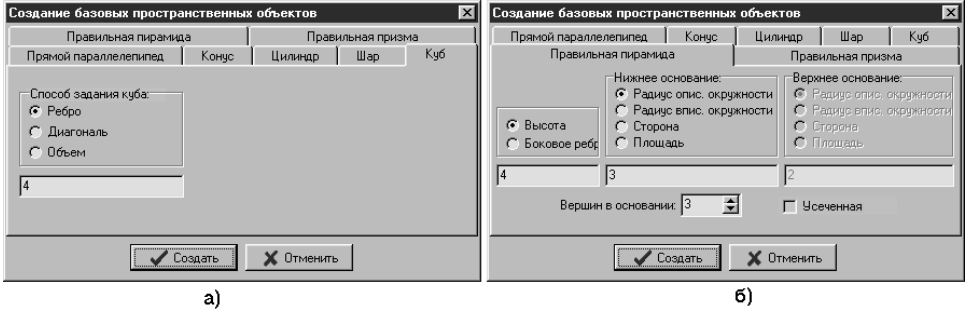 Создание базовых пространственных объектов
Правильная пирамида Правильная призма
Прямой параллелепипед Конус Цилиндр Шар Куб
Способ задания куба:
Ребро
Диагональ
Объем
4
Создать Отменить
а)
Создание базовых пространственных объектов
Прямой параллелепипед Конус Цилиндр Шар Куб
Правильная пирамида Правильная призма
Нижнее основание: Верхнее основание:
Радиус опис. окружности Радиус опис. окружности
Радиус впис. окружности Радиус впис. окружности
Высота Сторона Сторона
Боковое ребр Площадь Площадь
4 3 2
Вершин в основании: 3 Усеченная
Создать Отменить
б)